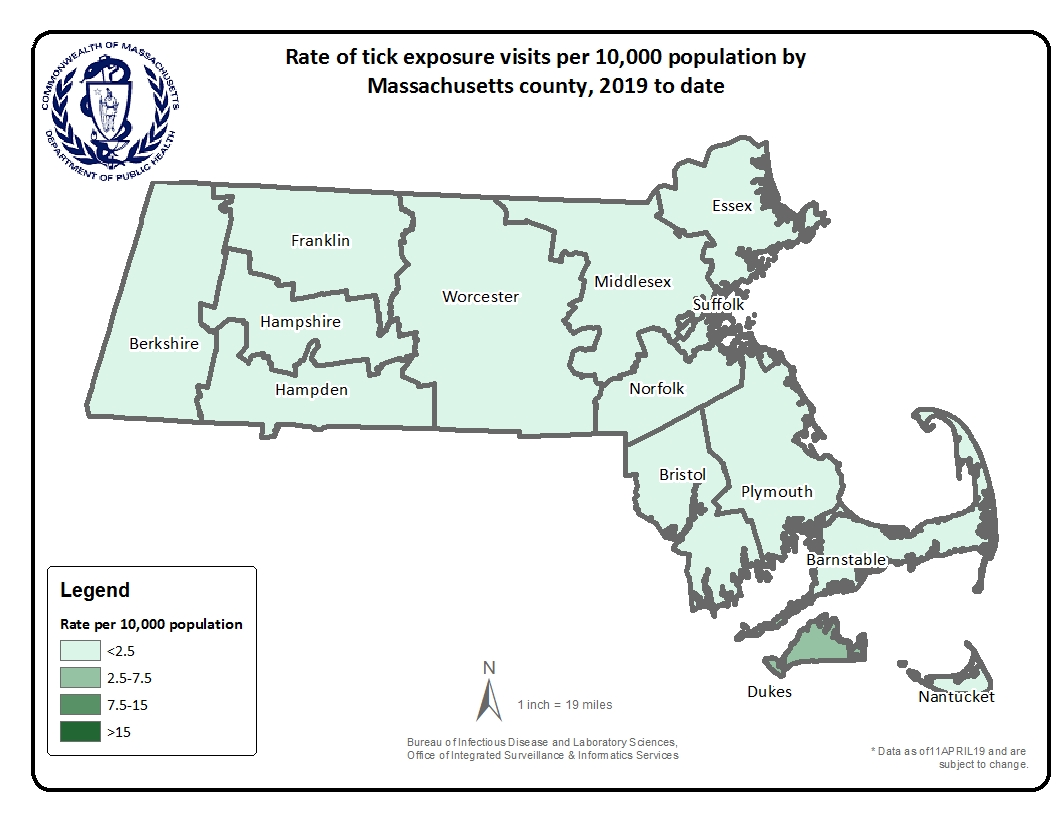 COMMONWEALTH OF MASSACHUSETTS
DEPARTMENT OF PUBLIC HEALTH
Rate of tick exposure visits per 10,000 population by
Massachusetts county, 2019 to date
Essex
Franklin
Middlesex
Worcester
Suffolk
Hampshire
Berkshire
Hampden
Norfolk
Bristol
Plymouth
Barnstable
Dukes
Nantucket
Legend
Rate per 10,000 population
<2.5
2.5-7.5
7.5-15
>15
N
1 inch = 19 miles
Bureau of Infectious Disease and Laboratory Sciences,
Office of Integrated Surveillance & Informatics Services
* Data as of11APRIL19 and are
subject to change.